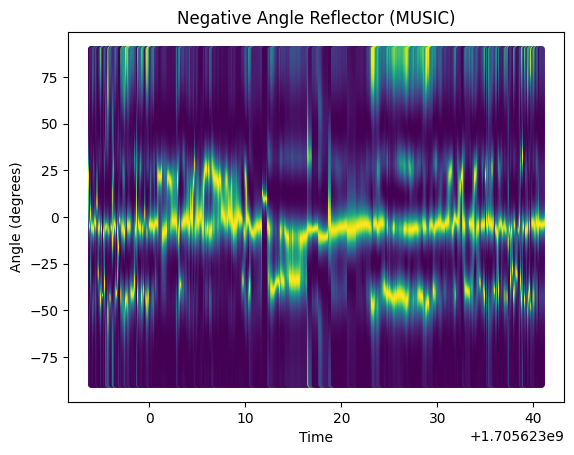 Negative Angle Reflector (MUSIC)
Angle (degrees)
75
50
25
0
−25
−50
−75
0 10 20 30 40
Time
+1.705623e9